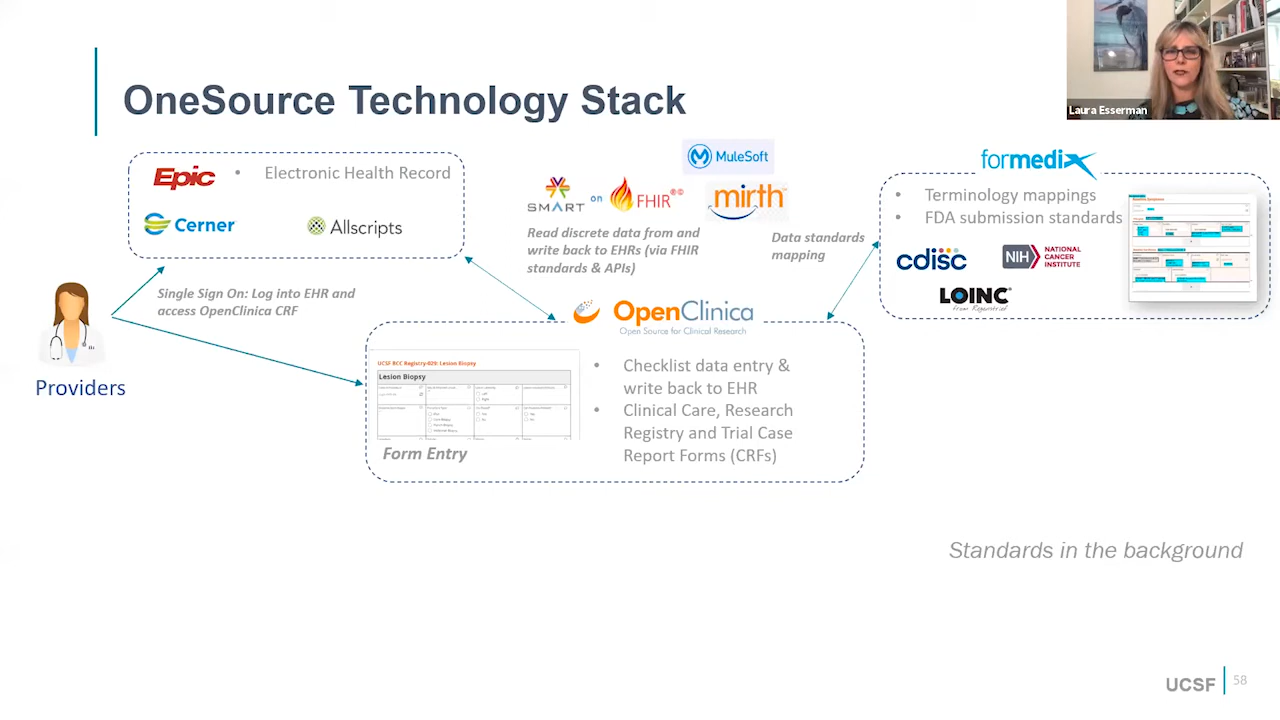 Laura Esserman
OneSource Technology Stack
Epic
• Electronic Health Record
Cerner
Allscripts
MuleSoft
SMART on FHIR
mirth
Read discrete data from and
write back to EHRs (via FHIR
standards & APIs)
Data standards
mapping
formedix
• Terminology mappings
• FDA submission standards
cdisc
NIH NATIONAL
CANCER
INSTITUTE
LOINC
from Regenstrief
Single Sign On: Log into EHR and
access OpenClinica CRF
Providers
OpenClinica
Open Source for Clinical Research
UCSF BCC Registry-029: Lesion Biopsy
Lesion Biopsy
Form Entry
• Checklist data entry &
write back to EHR
• Clinical Care, Research
Registry and Trial Case
Report Forms (CRFs)
Standards in the background
UCSF
58